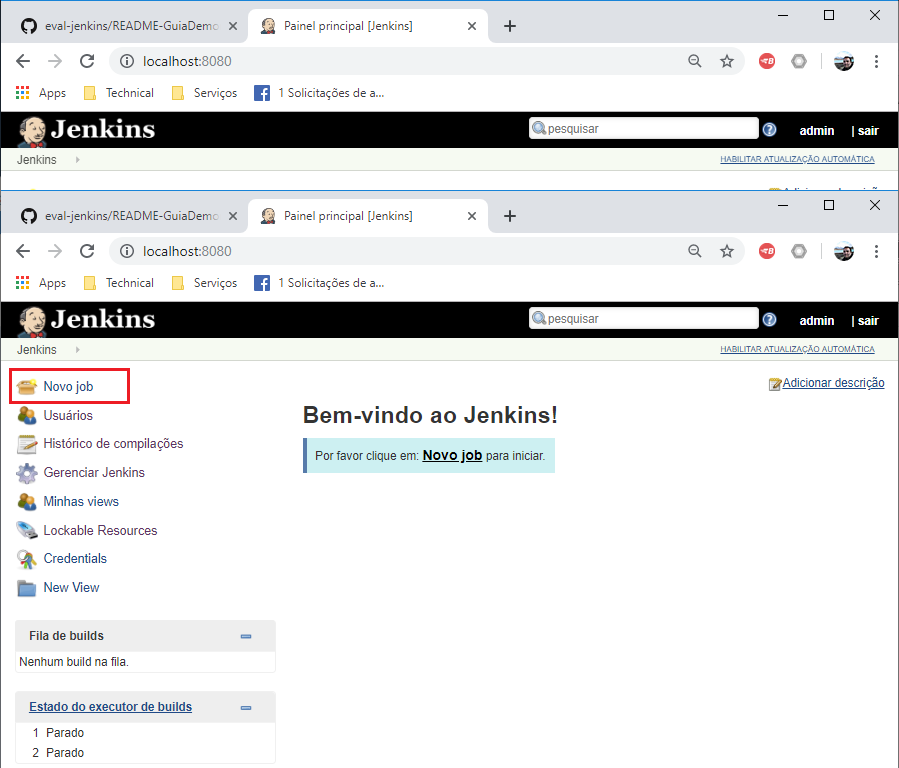 eval-jenkins/README-GuiaDemo
Painel principal [Jenkins]
localhost:8080
Apps Technical Serviços 1 Solicitações de a...
Jenkins pesquisar admin | sair
Jenkins HABILITAR ATUALIZAÇÃO AUTOMÁTICA
eval-jenkins/README-GuiaDemo
Painel principal [Jenkins]
localhost:8080
Apps Technical Serviços 1 Solicitações de a...
Jenkins pesquisar admin | sair
Jenkins HABILITAR ATUALIZAÇÃO AUTOMÁTICA
Adicionar descrição
Novo job
Usuários
Histórico de compilações
Gerenciar Jenkins
Minhas views
Lockable Resources
Credentials
New View
Bem-vindo ao Jenkins!
Por favor clique em: Novo job para iniciar.
Fila de builds
Nenhum build na fila.
Estado do executor de builds
1 Parado
2 Parado